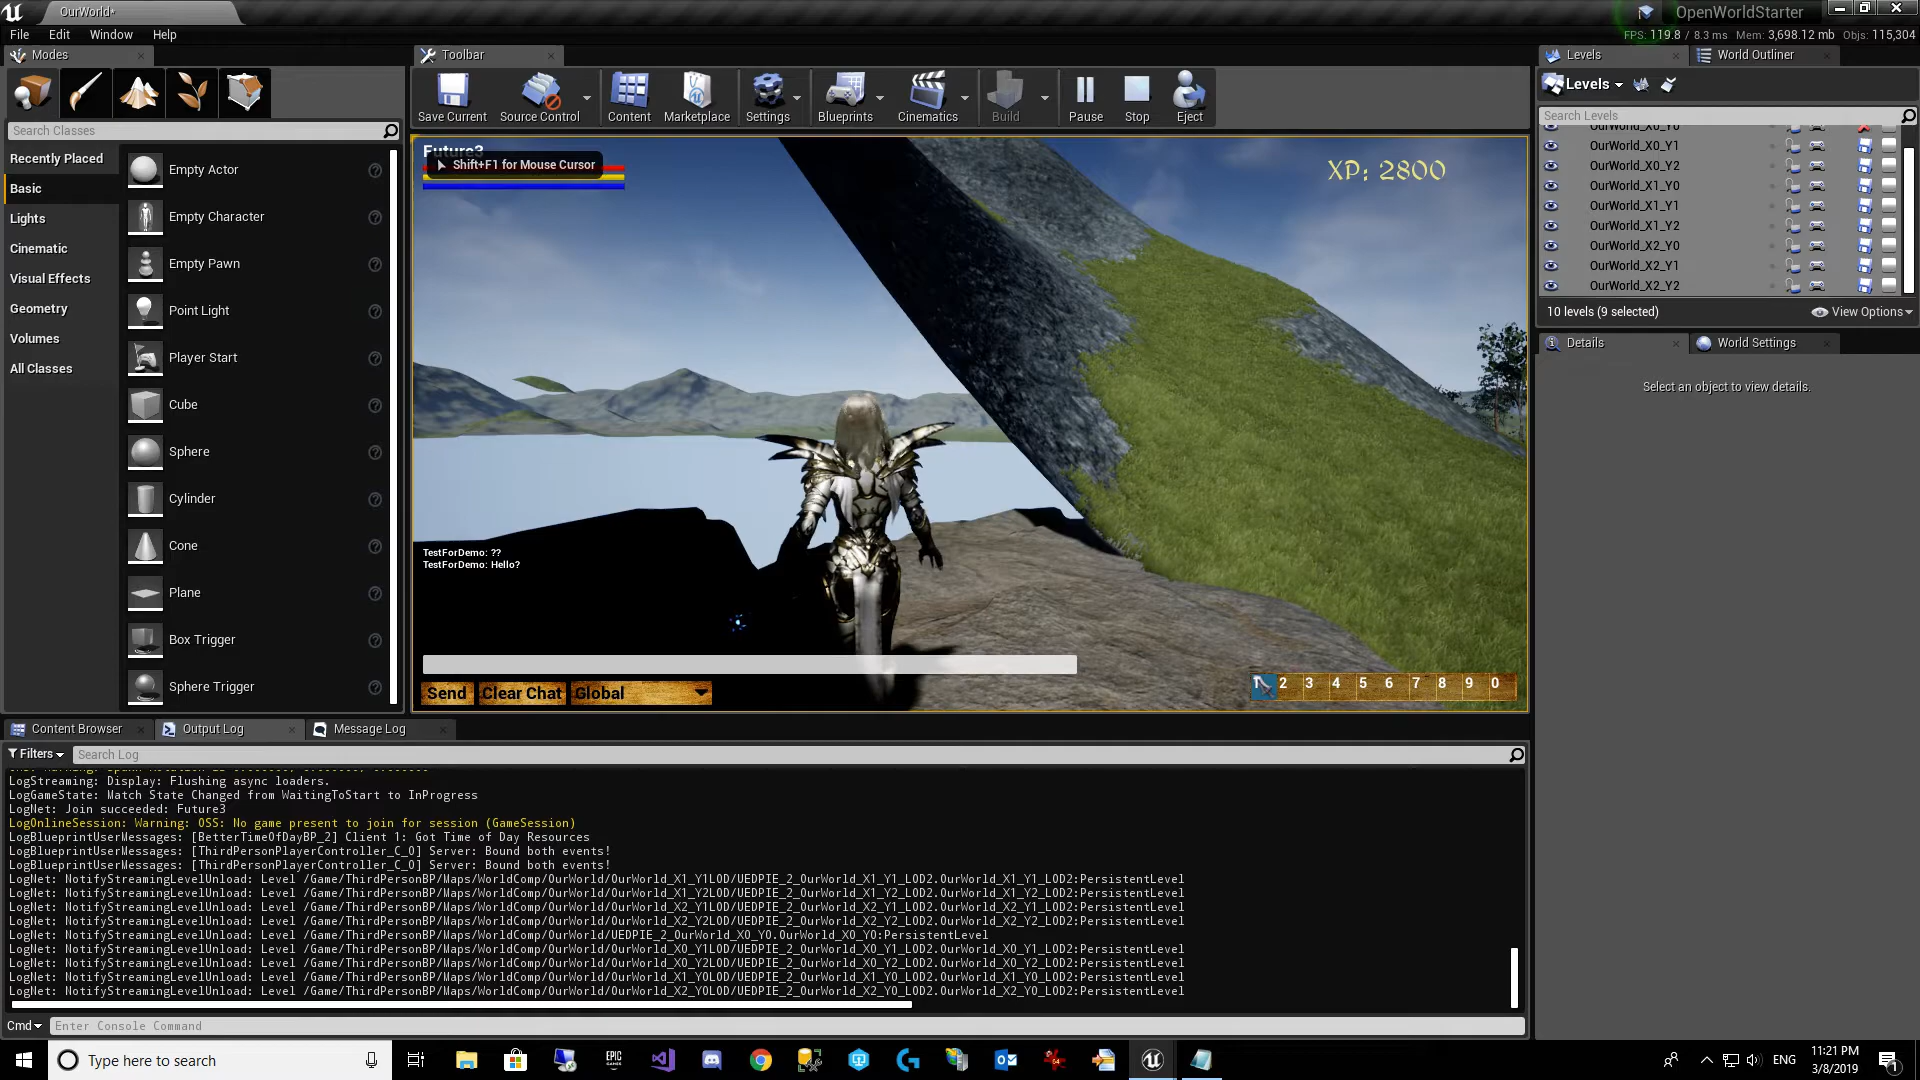 OurWorld*
OpenWorldStarter
File Edit Window Help
FPS: 119.8 / 8.3 ms Mem: 3,698.12 mb Objs: 115,304
Modes
Toolbar
Levels
World Outliner
Save Current
Source Control
Content
Marketplace
Settings
Blueprints
Cinematics
Build
Pause
Stop
Eject
Levels
Search Levels
Search Classes
Recently Placed
Basic
Lights
Cinematic
Visual Effects
Geometry
Volumes
All Classes
Empty Actor
Empty Character
Empty Pawn
Point Light
Player Start
Cube
Sphere
Cylinder
Cone
Plane
Box Trigger
Sphere Trigger
Future3
Shift+F1 for Mouse Cursor
XP: 2800
TestForDemo: ??
TestForDemo: Hello?
Send Clear Chat Global
1 2 3 4 5 6 7 8 9 0
OurWorld_X0_Y0
OurWorld_X0_Y1
OurWorld_X0_Y2
OurWorld_X1_Y0
OurWorld_X1_Y1
OurWorld_X1_Y2
OurWorld_X2_Y0
OurWorld_X2_Y1
OurWorld_X2_Y2
10 levels (9 selected)
View Options
Details
World Settings
Select an object to view details.
Content Browser
Output Log
Message Log
Filters
Search Log
LogStreaming: Display: Flushing async loaders.
LogGameState: Match State Changed from WaitingToStart to InProgress
LogNet: Join succeeded: Future3
LogOnlineSession: Warning: OSS: No game present to join for session (GameSession)
LogBlueprintUserMessages: [BetterTimeOfDayBP_2] Client 1: Got Time of Day Resources
LogBlueprintUserMessages: [ThirdPersonPlayerController_C_0] Server: Bound both events!
LogBlueprintUserMessages: [ThirdPersonPlayerController_C_0] Server: Bound both events!
LogNet: NotifyStreamingLevelUnload: Level /Game/ThirdPersonBP/Maps/WorldComp/OurWorld/OurWorld_X1_Y1LOD/UEDPIE_2_OurWorld_X1_Y1_LOD2.OurWorld_X1_Y1_LOD2:PersistentLevel
LogNet: NotifyStreamingLevelUnload: Level /Game/ThirdPersonBP/Maps/WorldComp/OurWorld/OurWorld_X1_Y2LOD/UEDPIE_2_OurWorld_X1_Y2_LOD2.OurWorld_X1_Y2_LOD2:PersistentLevel
LogNet: NotifyStreamingLevelUnload: Level /Game/ThirdPersonBP/Maps/WorldComp/OurWorld/OurWorld_X2_Y1LOD/UEDPIE_2_OurWorld_X2_Y1_LOD2.OurWorld_X2_Y1_LOD2:PersistentLevel
LogNet: NotifyStreamingLevelUnload: Level /Game/ThirdPersonBP/Maps/WorldComp/OurWorld/OurWorld_X2_Y2LOD/UEDPIE_2_OurWorld_X2_Y2_LOD2.OurWorld_X2_Y2_LOD2:PersistentLevel
LogNet: NotifyStreamingLevelUnload: Level /Game/ThirdPersonBP/Maps/WorldComp/OurWorld/UEDPIE_2_OurWorld_X0_Y0.OurWorld_X0_Y0:PersistentLevel
LogNet: NotifyStreamingLevelUnload: Level /Game/ThirdPersonBP/Maps/WorldComp/OurWorld/OurWorld_X0_Y1LOD/UEDPIE_2_OurWorld_X0_Y1_LOD2.OurWorld_X0_Y1_LOD2:PersistentLevel
LogNet: NotifyStreamingLevelUnload: Level /Game/ThirdPersonBP/Maps/WorldComp/OurWorld/OurWorld_X0_Y2LOD/UEDPIE_2_OurWorld_X0_Y2_LOD2.OurWorld_X0_Y2_LOD2:PersistentLevel
LogNet: NotifyStreamingLevelUnload: Level /Game/ThirdPersonBP/Maps/WorldComp/OurWorld/OurWorld_X1_Y0LOD/UEDPIE_2_OurWorld_X1_Y0_LOD2.OurWorld_X1_Y0_LOD2:PersistentLevel
LogNet: NotifyStreamingLevelUnload: Level /Game/ThirdPersonBP/Maps/WorldComp/OurWorld/OurWorld_X2_Y0LOD/UEDPIE_2_OurWorld_X2_Y0_LOD2.OurWorld_X2_Y0_LOD2:PersistentLevel
Cmd
Enter Console Command
Type here to search
EPIC GAMES
ENG
11:21 PM
3/8/2019
1